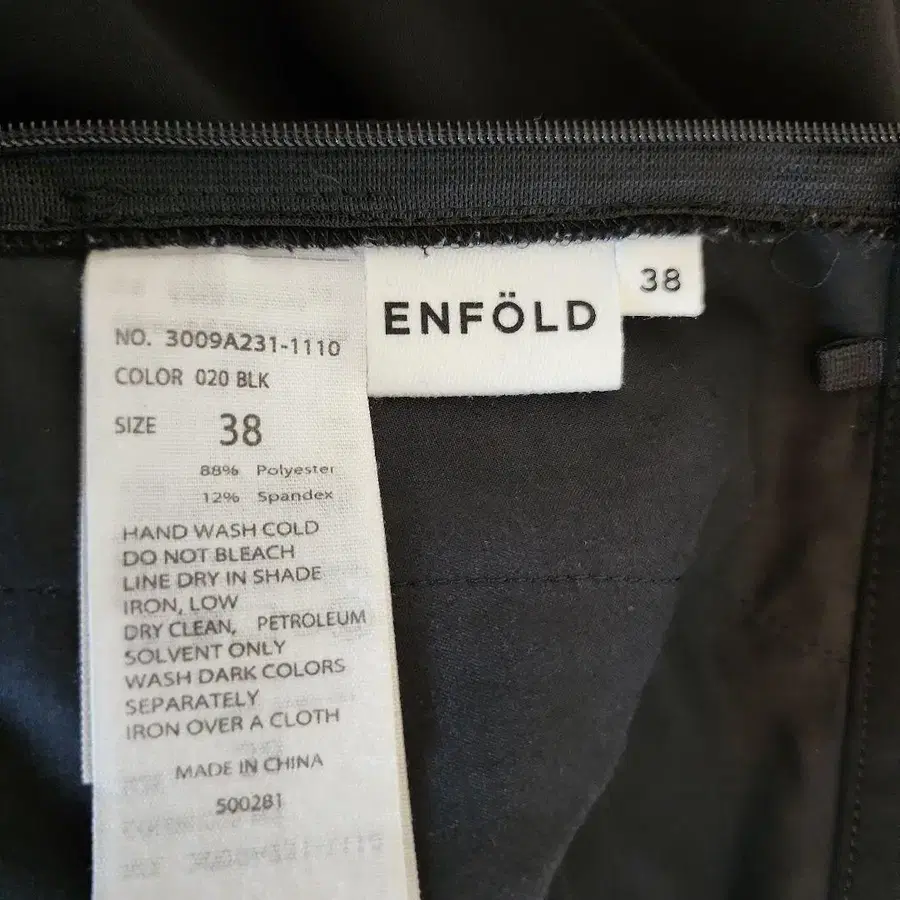 ENFÖLD
38
NO. 3009A231-1110
COLOR 020 BLK
SIZE 38
88% Polyester
12% Spandex
HAND WASH COLD
DO NOT BLEACH
LINE DRY IN SHADE
IRON, LOW
DRY CLEAN, PETROLEUM
SOLVENT ONLY
WASH DARK COLORS
SEPARATELY
IRON OVER A CLOTH
MADE IN CHINA
500281